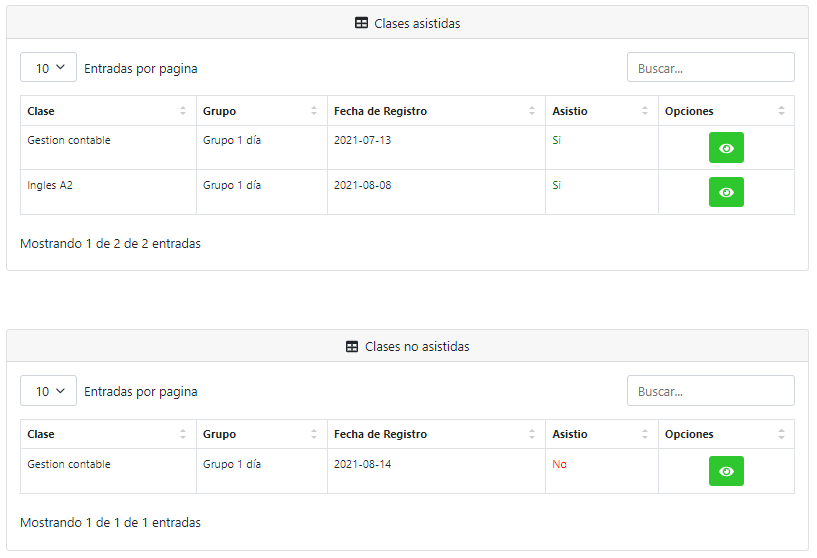 Clases asistidas
10 Entradas por pagina Buscar...
Clase Grupo Fecha de Registro Asistio Opciones
Gestion contable Grupo 1 día 2021-07-13 Si
Ingles A2 Grupo 1 día 2021-08-08 Si
Mostrando 1 de 2 de 2 entradas
Clases no asistidas
10 Entradas por pagina Buscar...
Clase Grupo Fecha de Registro Asistio Opciones
Gestion contable Grupo 1 día 2021-08-14 No
Mostrando 1 de 1 de 1 entradas